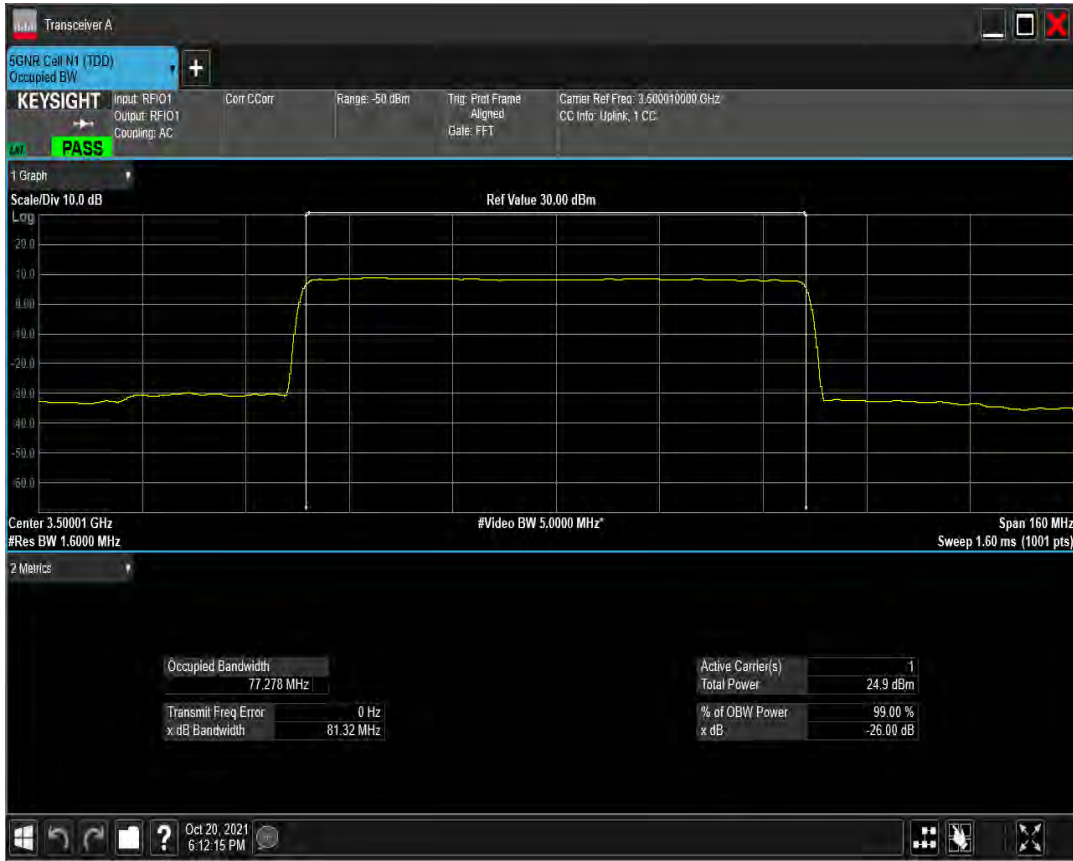 Transceiver A
5GNR Cell N1 (TDD)
Occupied BW
+
KEYSIGHT
Input: RFIO1
Output: RFIO1
Coupling: AC
Corr CCorr
Range: -50 dBm
Trig: Prot Frame
Aligned
Gate: FFT
Carrier Ref Freq: 3.500010000 GHz
CC Info: Uplink, 1 CC
PASS
1 Graph
Scale/Div 10.0 dB
Ref Value 30.00 dBm
Log
20.0
10.0
0.00
-10.0
-20.0
-30.0
-40.0
-50.0
-60.0
Center 3.50001 GHz
#Video BW 5.0000 MHz*
Span 160 MHz
#Res BW 1.6000 MHz
Sweep 1.60 ms (1001 pts)
2 Metrics
Occupied Bandwidth
77.278 MHz
Transmit Freq Error 0 Hz
x dB Bandwidth 81.32 MHz
Active Carrier(s) 1
Total Power 24.9 dBm
% of OBW Power 99.00 %
x dB -26.00 dB
?
Oct 20, 2021
6:12:15 PM